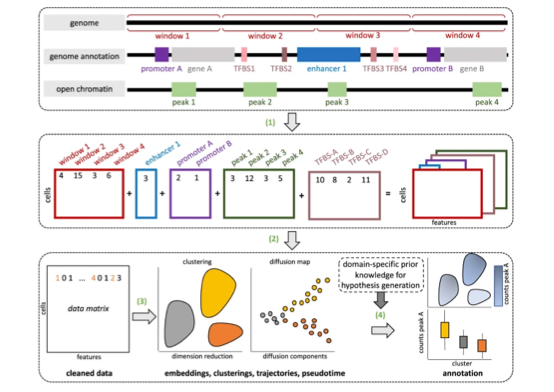 genome
window 1 window 2 window 3 window 4
genome annotation
promoter A gene A TFBS1 TFBS2 enhancer 1 TFBS3 TFBS4 promoter B gene B
open chromatin
peak 1 peak 2 peak 3 peak 4
(1)
window 1 window 2 window 3 window 4 enhancer 1 promoter A promoter B peak 1 peak 2 peak 3 peak 4 TFBS-A TFBS-B TFBS-C TFBS-D
cells 4 15 3 6 + 3 + 2 1 + 3 12 3 5 + 10 8 2 11 = cells
features
(2)
cells
1 0 1 ... 4 0 1 2 3
data matrix
features
cleaned data
(3)
clustering
dimension reduction
diffusion map
diffusion components
embeddings, clusterings, trajectories, pseudotime
domain-specific prior
knowledge for
hypothesis generation
(4)
counts peak A
counts peak A
cluster
annotation